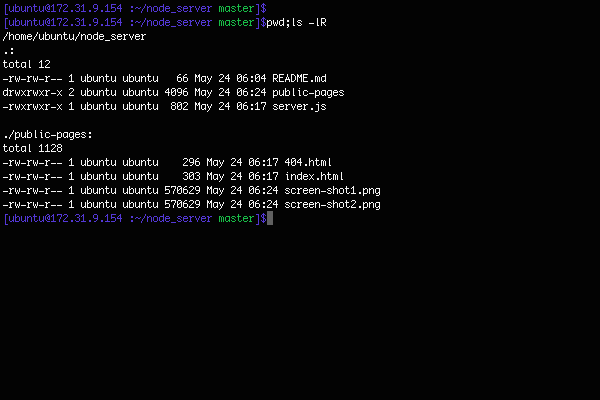 [ubuntu@172.31.9.154 :~/node_server master]$
[ubuntu@172.31.9.154 :~/node_server master]$pwd;ls -lR
/home/ubuntu/node_server
.:
total 12
-rw-rw-r-- 1 ubuntu ubuntu   66 May 24 06:04 README.md
drwxrwxr-x 2 ubuntu ubuntu 4096 May 24 06:24 public-pages
-rwxrwxr-x 1 ubuntu ubuntu  802 May 24 06:17 server.js

./public-pages:
total 1128
-rw-rw-r-- 1 ubuntu ubuntu    296 May 24 06:17 404.html
-rw-rw-r-- 1 ubuntu ubuntu    303 May 24 06:17 index.html
-rw-rw-r-- 1 ubuntu ubuntu 570629 May 24 06:24 screen-shot1.png
-rw-rw-r-- 1 ubuntu ubuntu 570629 May 24 06:24 screen-shot2.png
[ubuntu@172.31.9.154 :~/node_server master]$